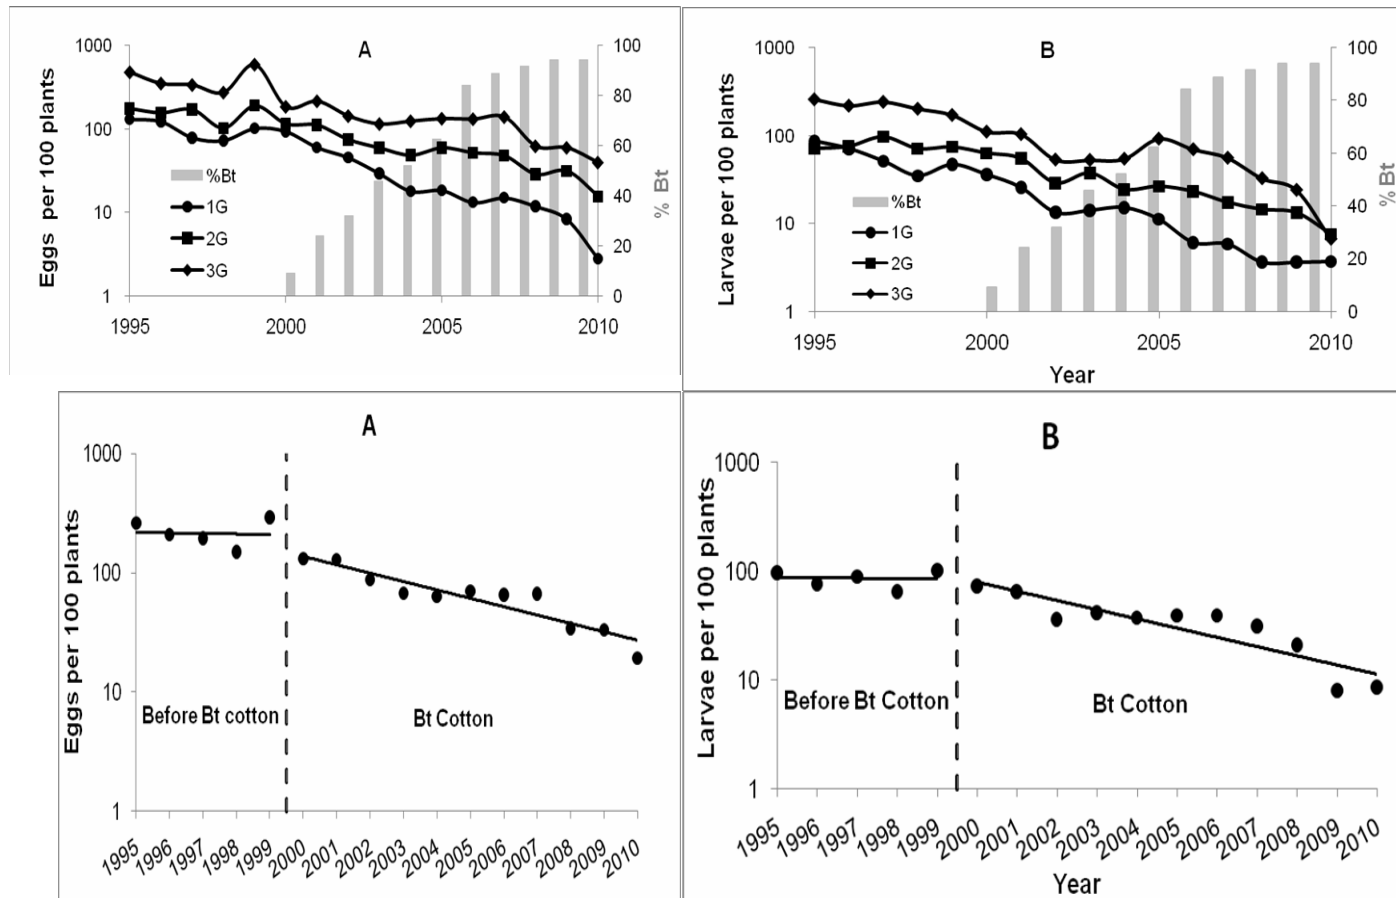 A
Eggs per 100 plants
1000
100
10
1
%Bt
1G
2G
3G
100
80
60
40
20
0
% Bt
1995 2000 2005 2010
B
Larvae per 100 plants
1000
100
10
1
%Bt
1G
2G
3G
100
80
60
40
20
0
% Bt
1995 2000 2005 2010
Year
A
Eggs per 100 plants
1000
100
10
1
Before Bt cotton
Bt Cotton
1995 1996 1997 1998 1999 2000 2001 2002 2003 2004 2005 2006 2007 2008 2009 2010
B
Larvae per 100 plants
1000
100
10
1
Before Bt Cotton
Bt Cotton
1995 1996 1997 1998 1999 2000 2001 2002 2003 2004 2005 2006 2007 2008 2009 2010
Year